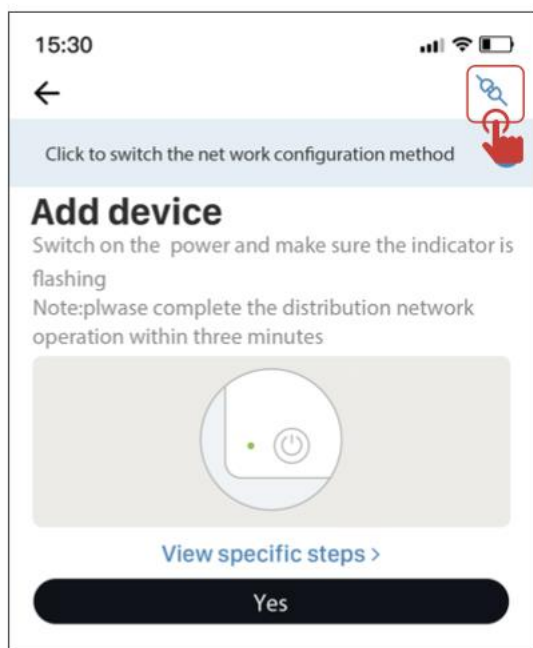 15:30
Click to switch the net work configuration method
Add device
Switch on the power and make sure the indicator is
flashing
Note:plwase complete the distribution network
operation within three minutes
View specific steps >
Yes